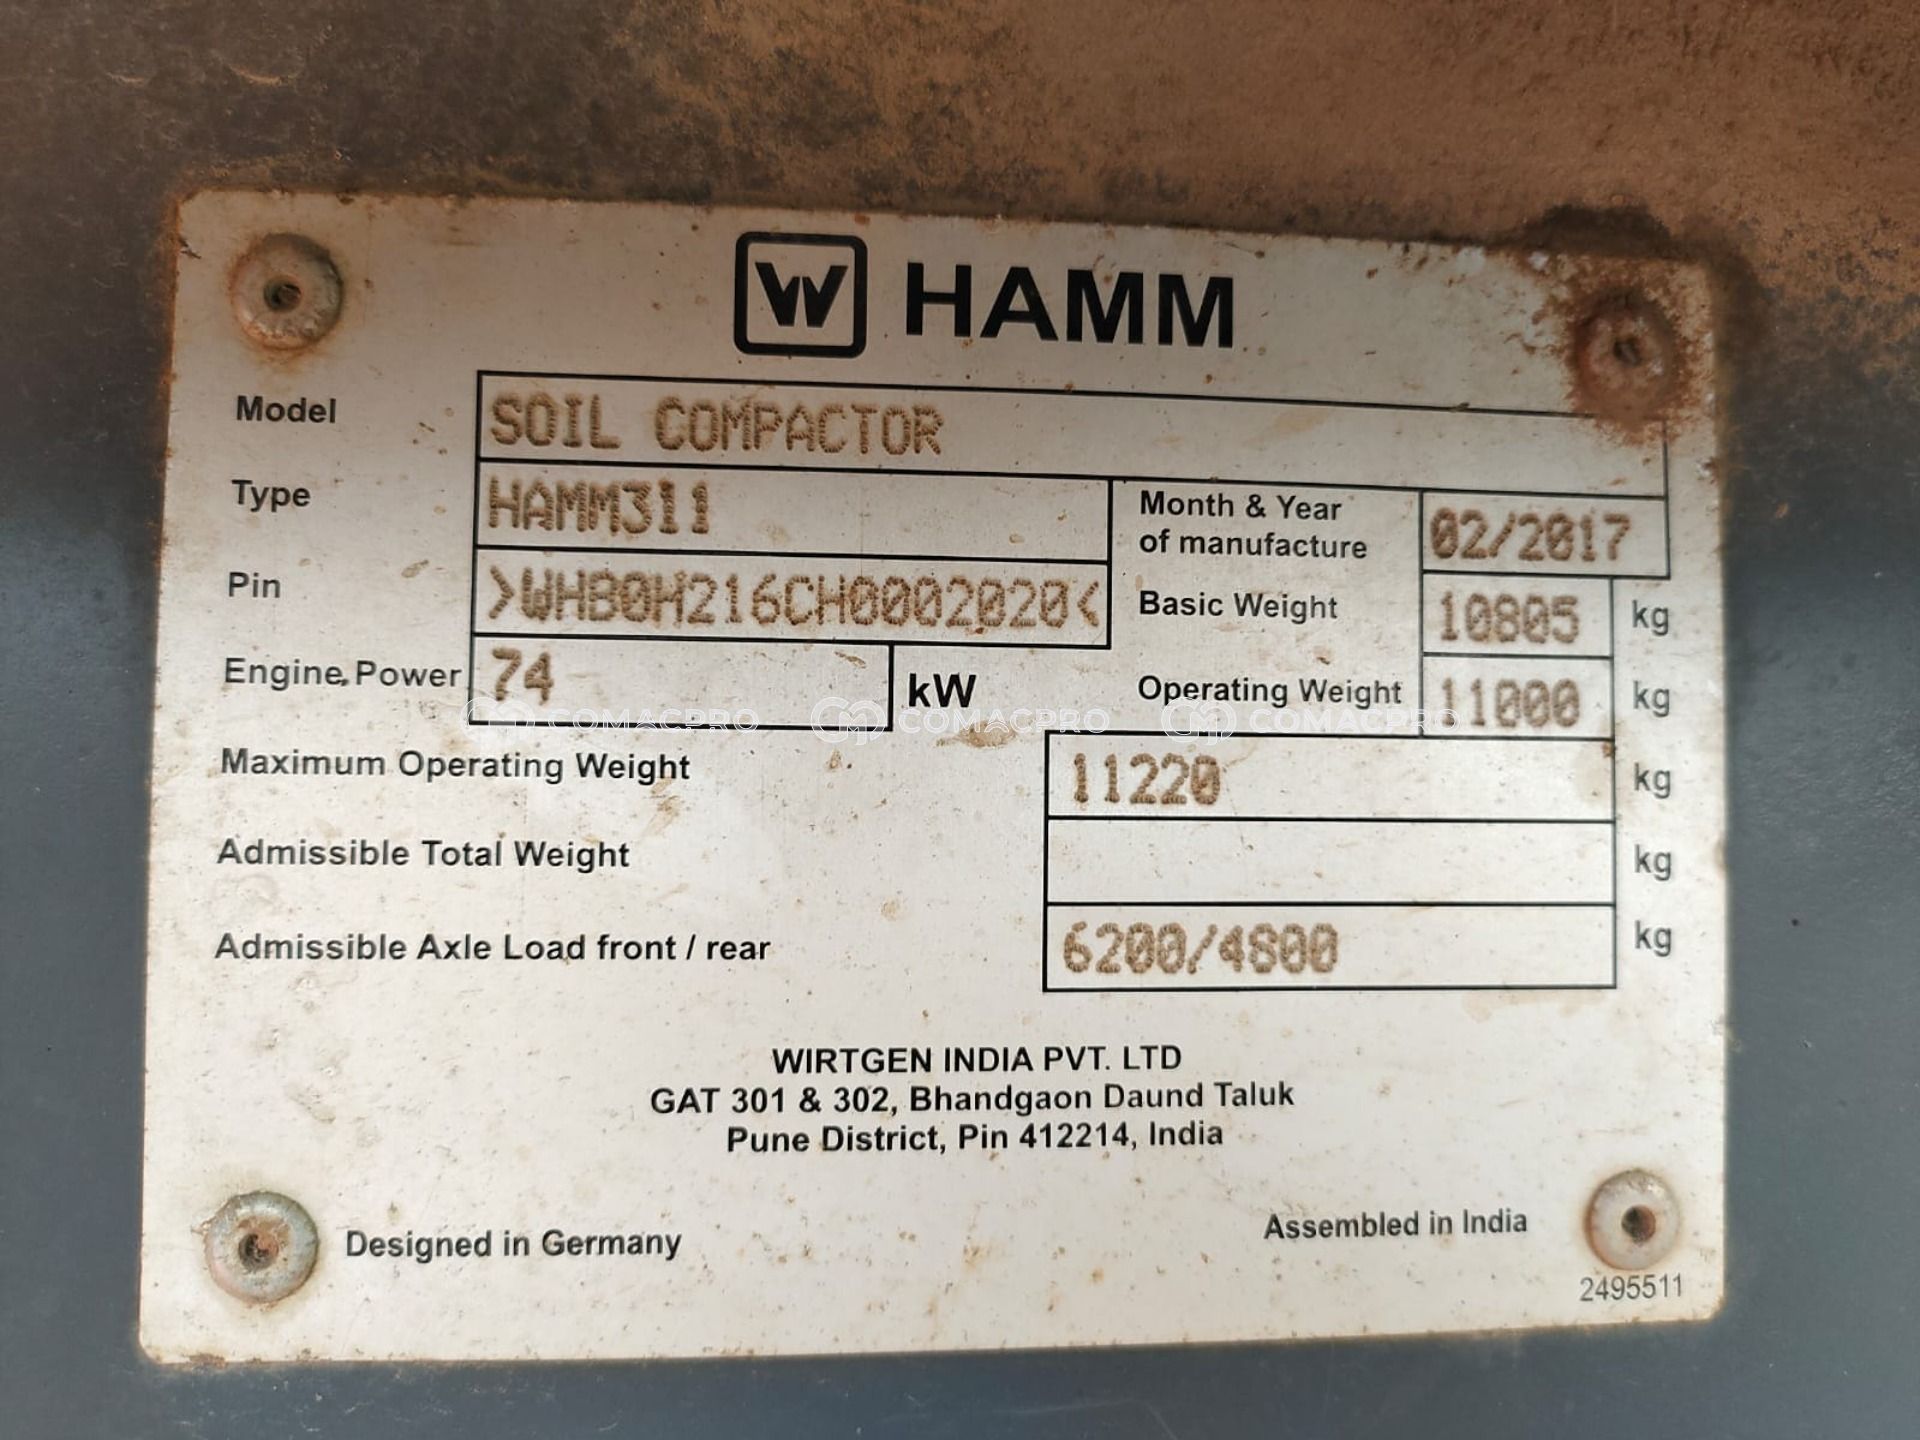 W HAMM
Model SOIL COMPACTOR
Type HAMM311 Month & Year of manufacture 02/2017
Pin >WHB0H216CH0002020< Basic Weight 10805 kg
Engine Power 74 kW Operating Weight 11000 kg
COMACPRO COMACPRO COMACPRO
Maximum Operating Weight 11220 kg
Admissible Total Weight kg
Admissible Axle Load front / rear 6200/4800 kg
WIRTGEN INDIA PVT. LTD
GAT 301 & 302, Bhandgaon Daund Taluk
Pune District, Pin 412214, India
Designed in Germany Assembled in India
2495511